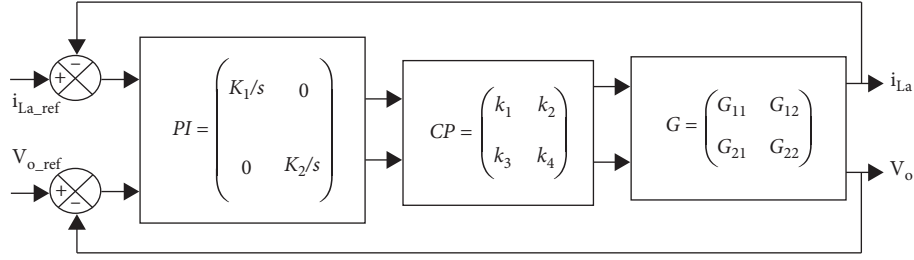 i_La_ref
+
−
V_o_ref
+
−
PI = ( K_1/s 0
0 K_2/s )
CP = ( k_1 k_2
k_3 k_4 )
G = ( G_11 G_12
G_21 G_22 )
i_La
V_o